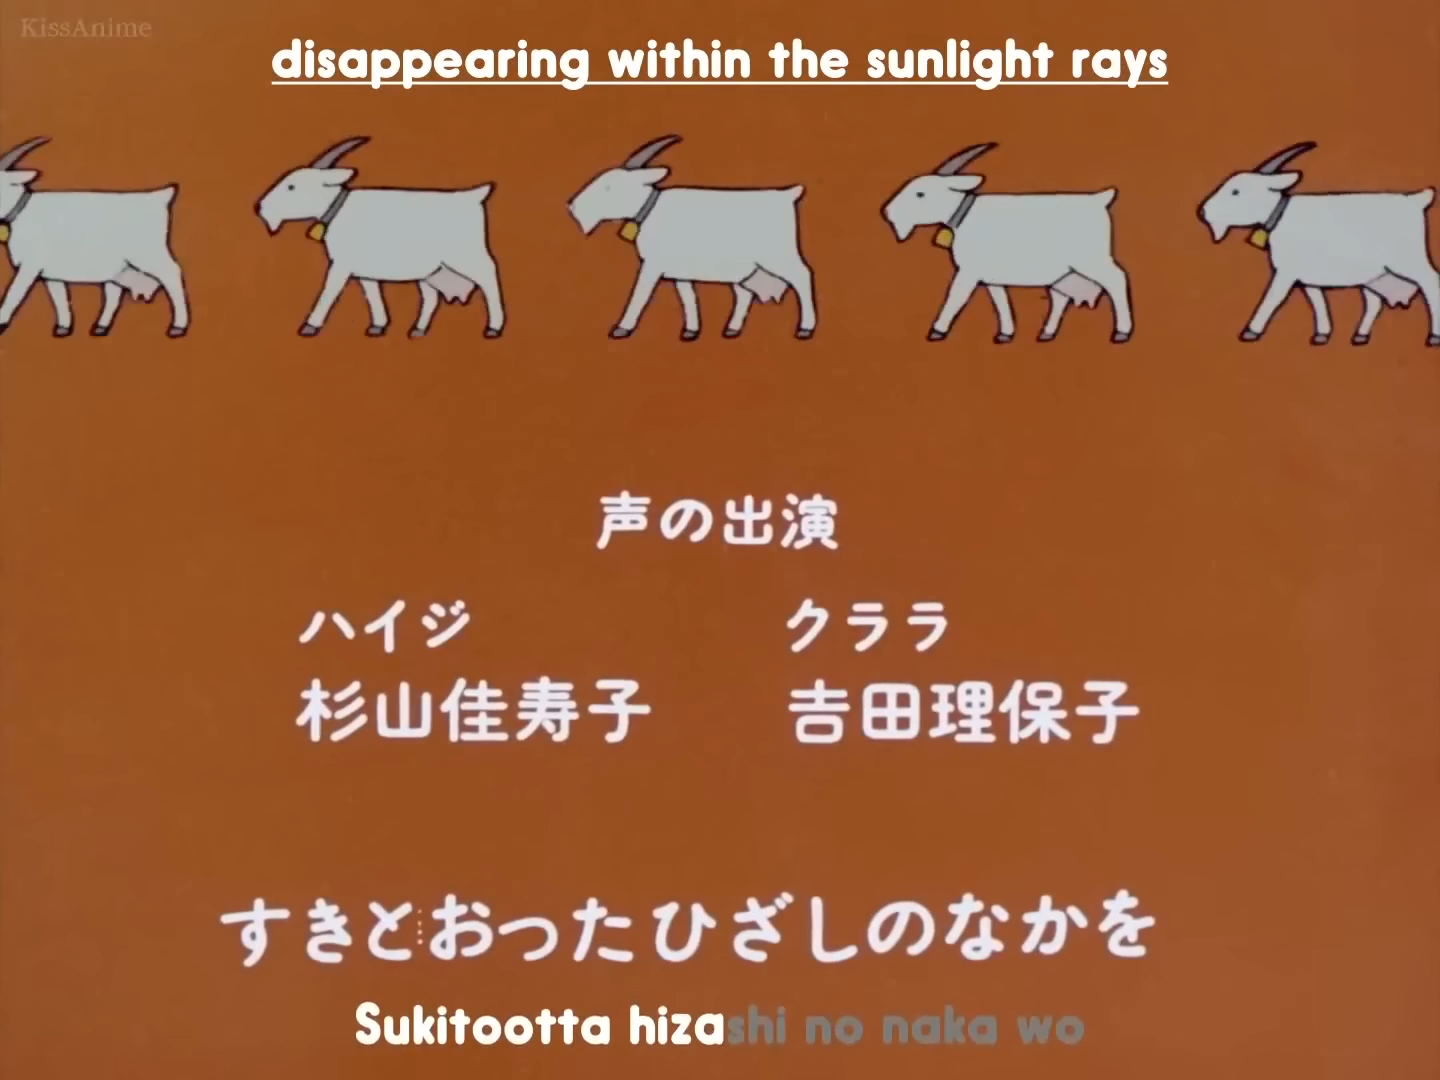 KissAnime
disappearing within the sunlight rays
声の出演
ハイジ クララ
杉山佳寿子 吉田理保子
すきとおったひざしのなかを
Sukitootta hizashi no naka wo